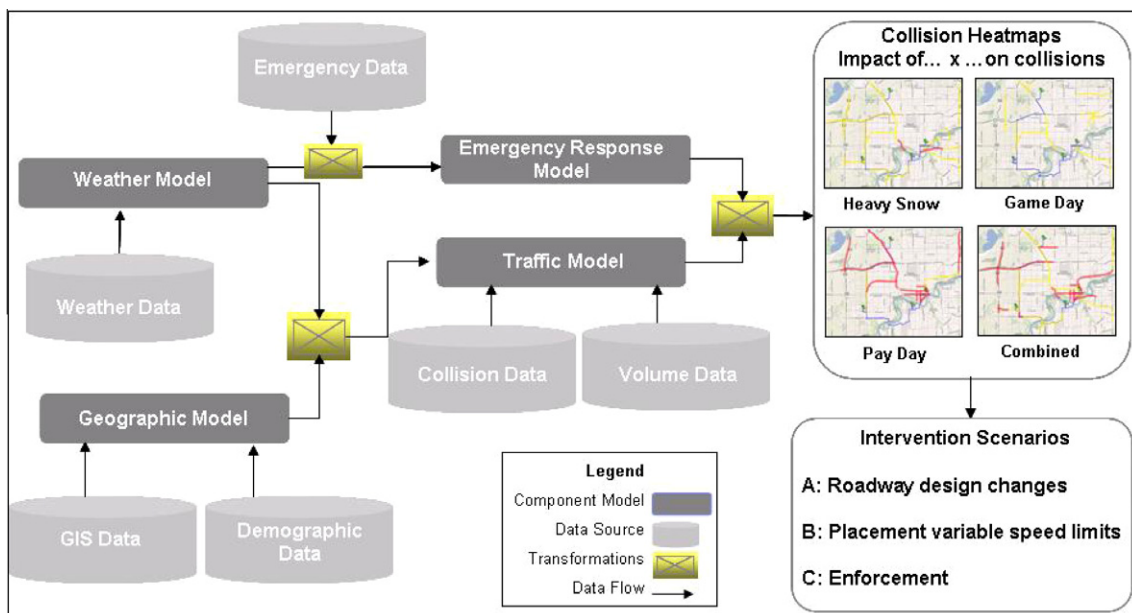 Emergency Data
Weather Model
Weather Data
Emergency Response
Model
Traffic Model
Collision Data
Volume Data
Geographic Model
GIS Data
Demographic
Data
Legend
Component Model
Data Source
Transformations
Data Flow
Collision Heatmaps
Impact of... x ... on collisions
Heavy Snow
Game Day
Pay Day
Combined
Intervention Scenarios
A: Roadway design changes
B: Placement variable speed limits
C: Enforcement